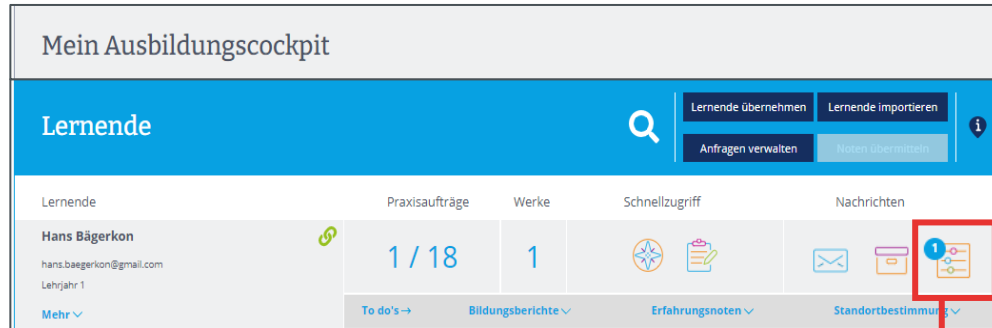 Mein Ausbildungscockpit
Lernende
Lernende übernehmen Lernende importieren
Anfragen verwalten Noten übermitteln
Lernende Praxisaufträge Werke Schnellzugriff Nachrichten
Hans Bägerkon
hans.baegerkon@gmail.com
Lehrjahr 1
1 / 18 1 1
Mehr To do's → Bildungsberichte Erfahrungsnoten Standortbestimmung